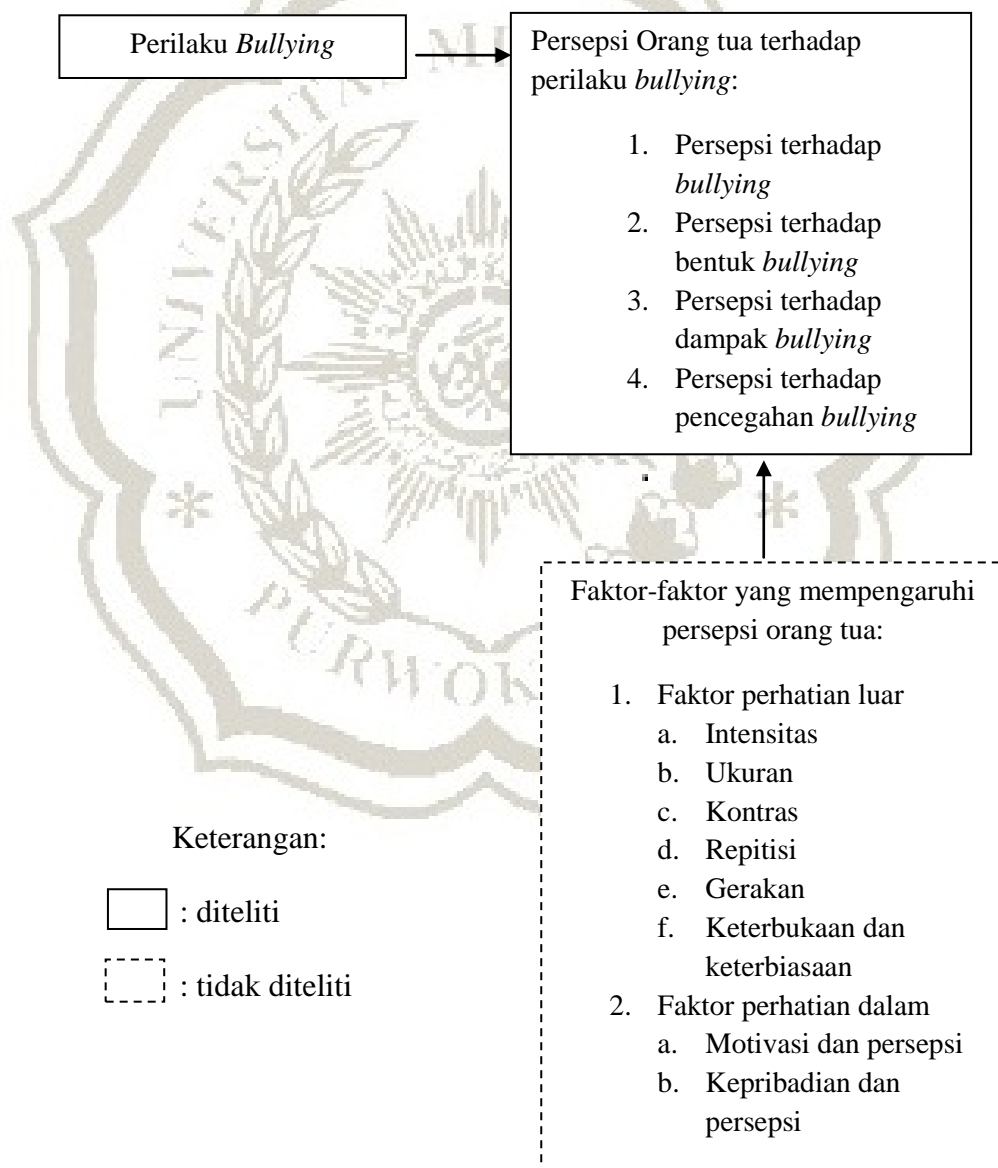 Perilaku Bullying
Persepsi Orang tua terhadap
perilaku bullying:
1. Persepsi terhadap
bullying
2. Persepsi terhadap
bentuk bullying
3. Persepsi terhadap
dampak bullying
4. Persepsi terhadap
pencegahan bullying
Faktor-faktor yang mempengaruhi
persepsi orang tua:
1. Faktor perhatian luar
a. Intensitas
b. Ukuran
c. Kontras
d. Repitisi
e. Gerakan
f. Keterbukaan dan
keterbiasaan
2. Faktor perhatian dalam
a. Motivasi dan persepsi
b. Kepribadian dan
persepsi
Keterangan:
: diteliti
: tidak diteliti